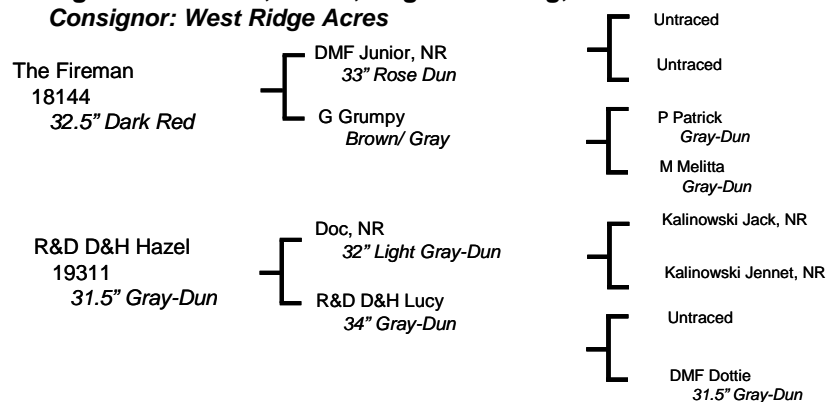 Consignor: West Ridge Acres
The Fireman
18144
32.5” Dark Red
DMF Junior, NR
33” Rose Dun
G Grumpy
Brown/ Gray
Untraced
Untraced
P Patrick
Gray-Dun
M Melitta
Gray-Dun
R&D D&H Hazel
19311
31.5” Gray-Dun
Doc, NR
32” Light Gray-Dun
R&D D&H Lucy
34” Gray-Dun
Kalinowski Jack, NR
Kalinowski Jennet, NR
Untraced
DMF Dottie
31.5” Gray-Dun